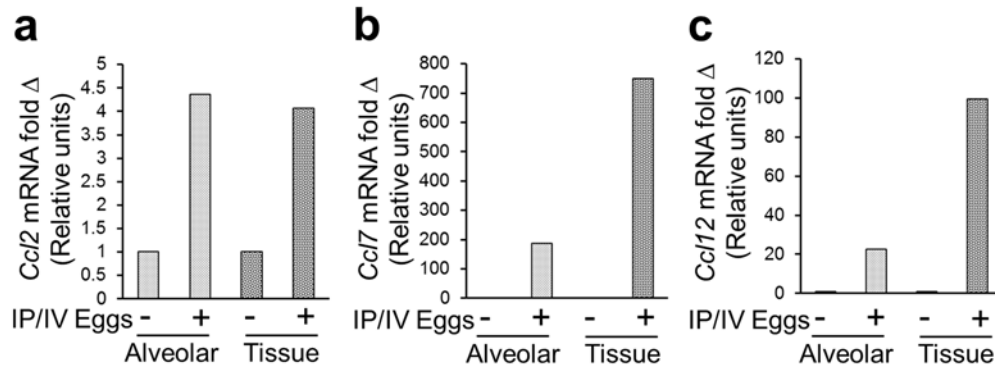 a
Ccl2 mRNA fold Δ
(Relative units)
5
4.5
4
3.5
3
2.5
2
1.5
1
0.5
0
IP/IV Eggs - + - +
Alveolar Tissue
b
Ccl7 mRNA fold Δ
(Relative units)
800
700
600
500
400
300
200
100
0
IP/IV Eggs - + - +
Alveolar Tissue
c
Ccl12 mRNA fold Δ
(Relative units)
120
100
80
60
40
20
0
IP/IV Eggs - + - +
Alveolar Tissue